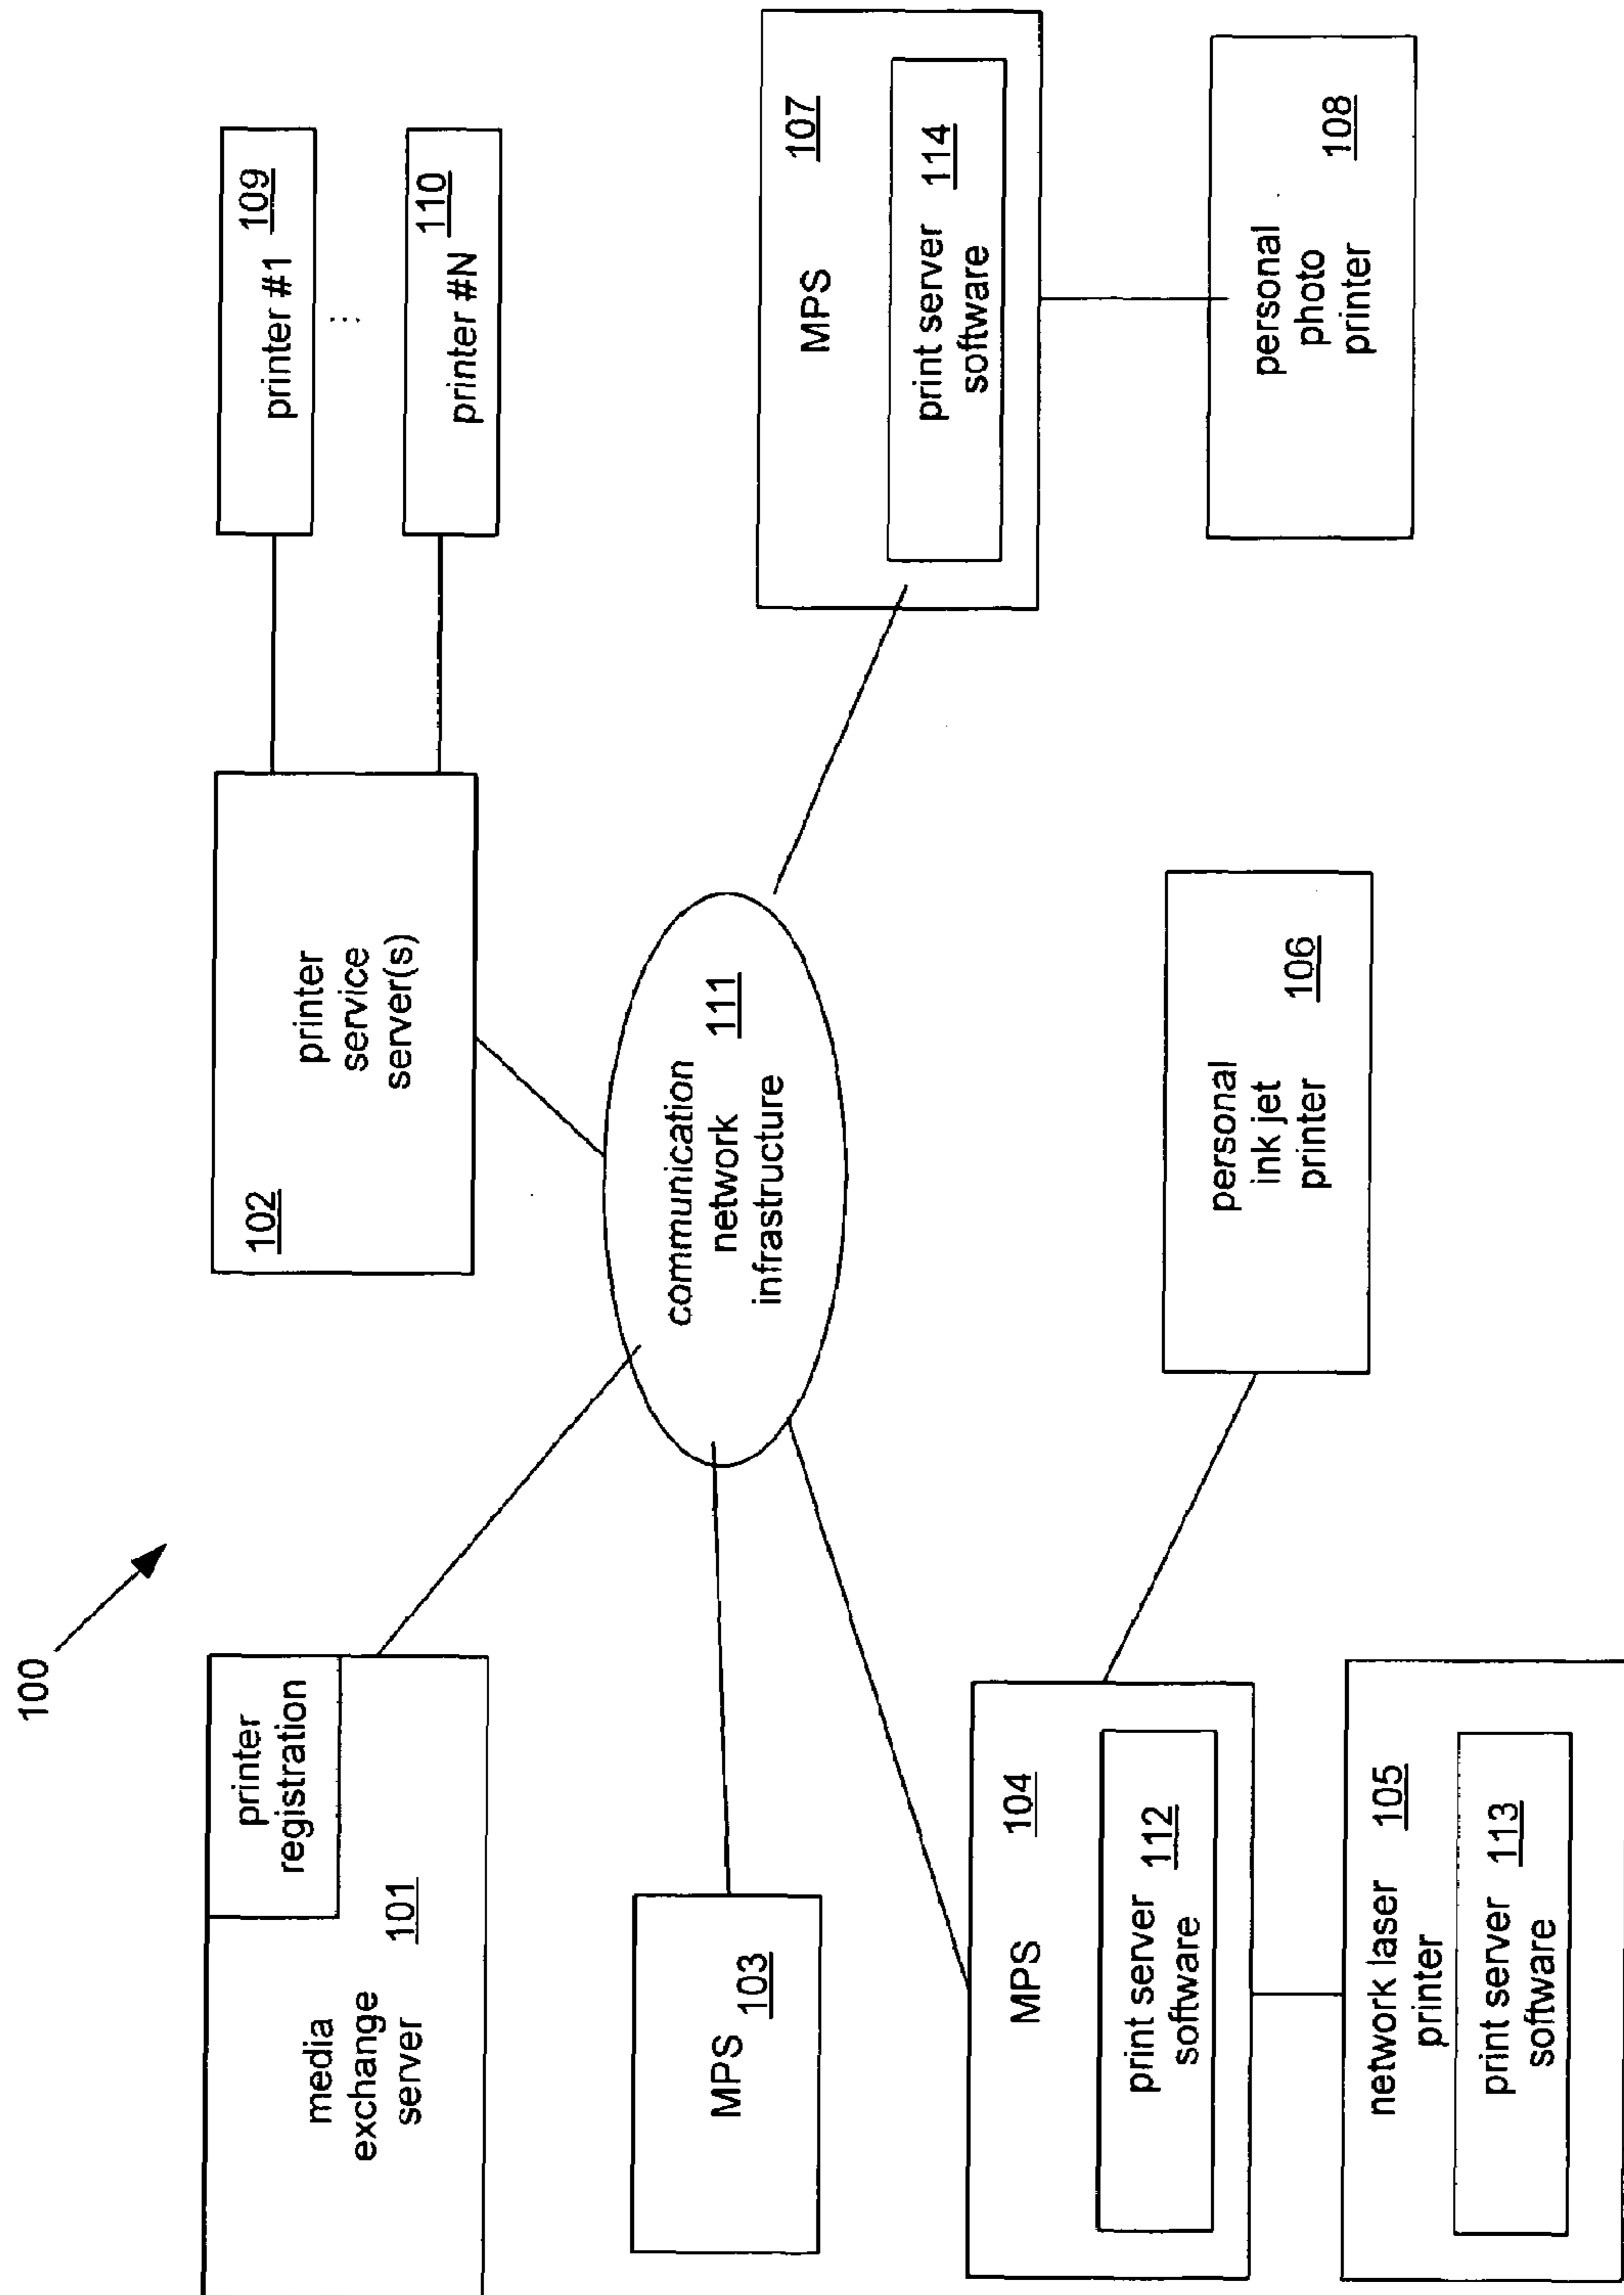 100
printer
registration
media
exchange
server
101
102
printer
service
server(s)
printer #1
109
printer #N
110
MPS
103
communication
network
infrastructure
111
MPS
107
print server
software
114
MPS
104
print server
software
112
personal
ink jet
printer
106
personal
photo
printer
108
network laser
printer
105
print server
software
113